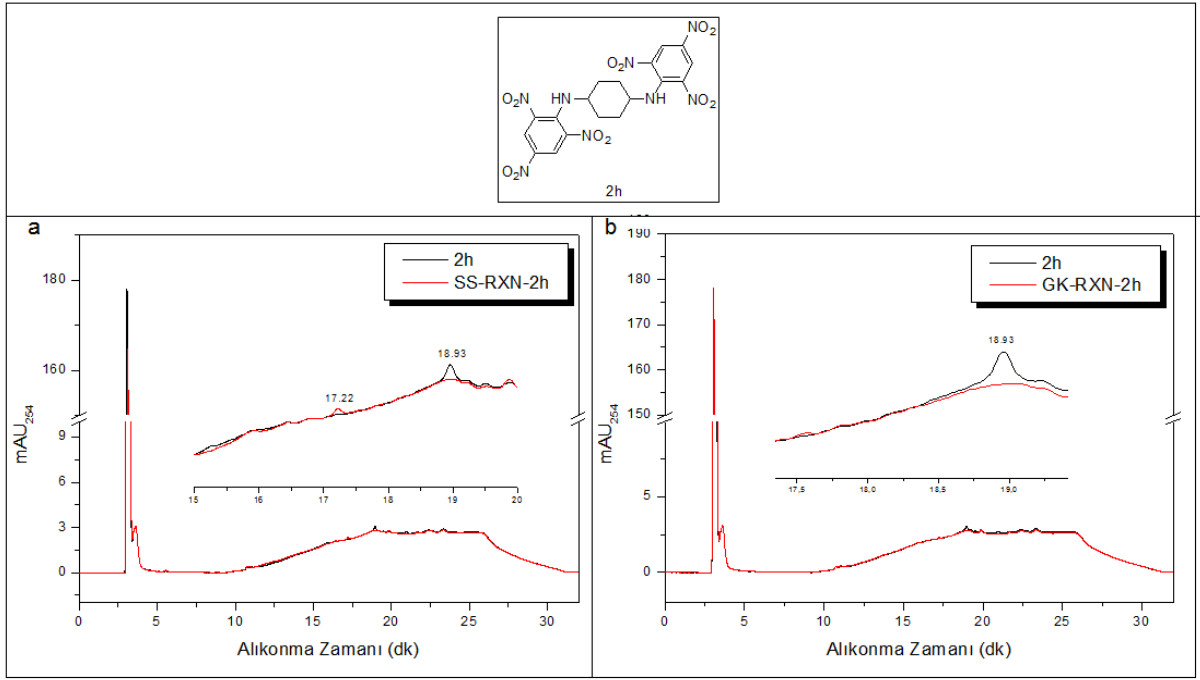 NO₂
O₂N
NO₂
HN
NH
O₂N
NO₂
NO₂
O₂N
2h
a
2h
SS-RXN-2h
180
160
9
6
3
0
mAU₂₅₄
18.93
17.22
15 16 17 18 19 20
0 5 10 15 20 25 30
Alıkonma Zamanı (dk)
b
2h
GK-RXN-2h
190
180
170
160
150
5
0
mAU₂₅₄
18.93
17,5 18,0 18,5 19,0
0 5 10 15 20 25 30
Alıkonma Zamanı (dk)